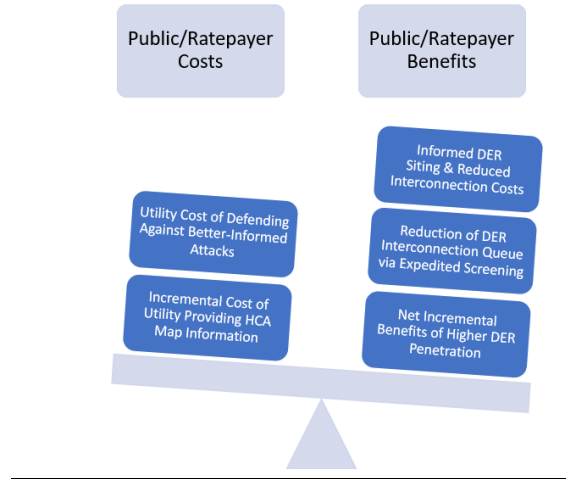 Public/Ratepayer
Costs
Public/Ratepayer
Benefits
Utility Cost of Defending
Against Better-Informed
Attacks
Incremental Cost of
Utility Providing HCA
Map Information
Informed DER
Siting & Reduced
Interconnection Costs
Reduction of DER
Interconnection Queue
via Expedited Screening
Net Incremental
Benefits of Higher DER
Penetration